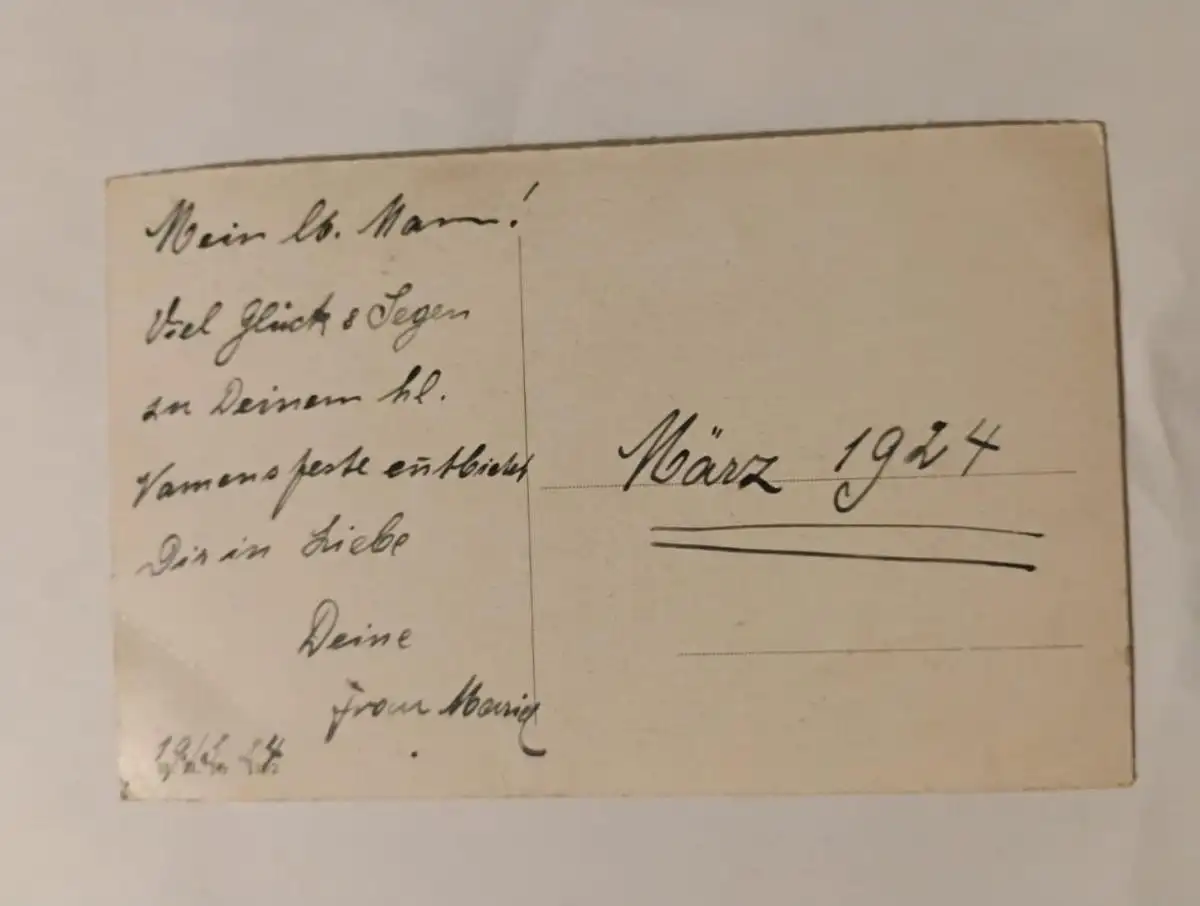 Mein lb. Mann!
Viel Glück & Segen
zu Deinem hl.
Namensfeste entbietet
Dir in Liebe
Deine
Frau Maria
März 1924